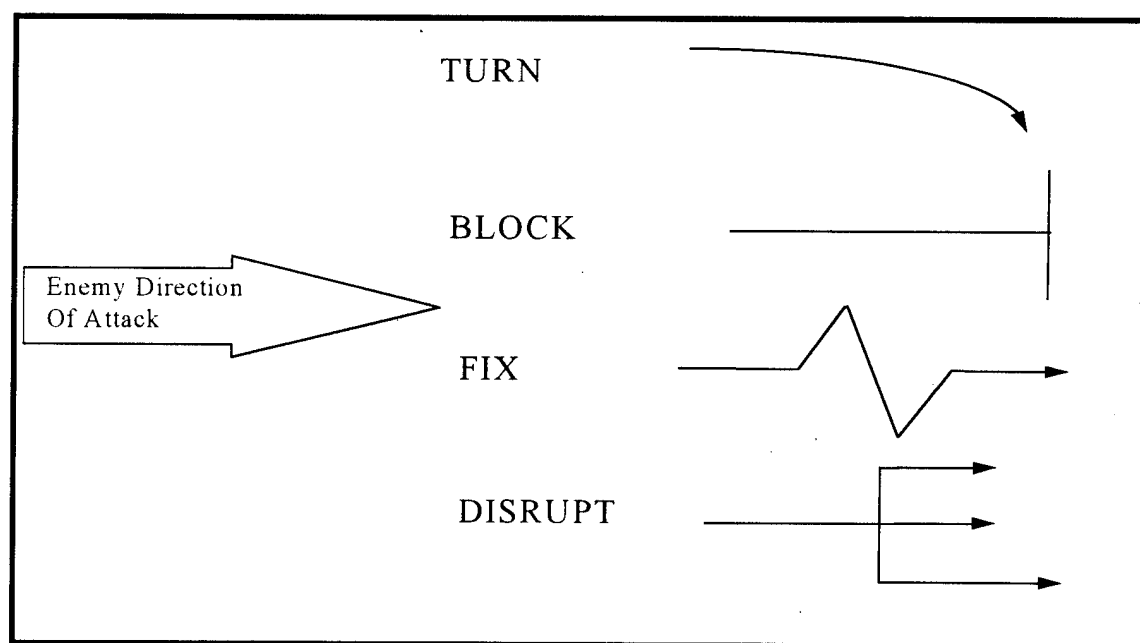 TURN
BLOCK
Enemy Direction
Of Attack
FIX
DISRUPT